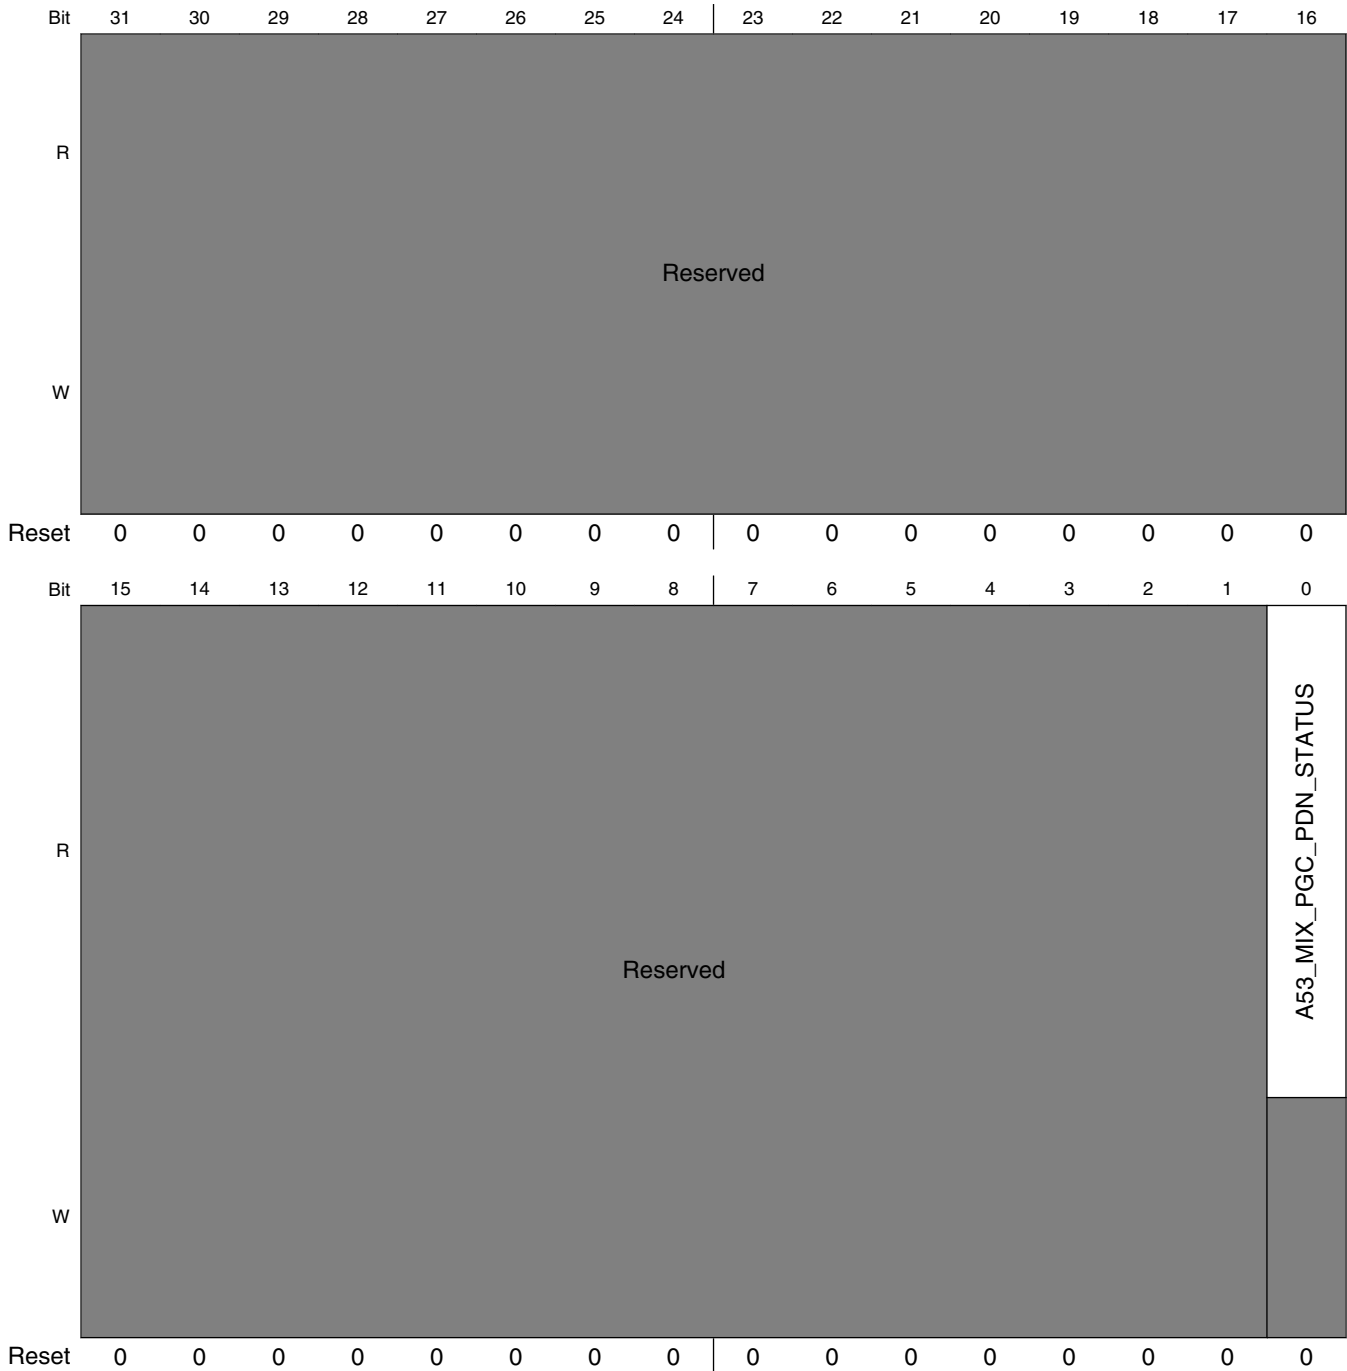 Bit 31 30 29 28 27 26 25 24 23 22 21 20 19 18 17 16
R
Reserved
W
Reset 0 0 0 0 0 0 0 0 0 0 0 0 0 0 0 0
Bit 15 14 13 12 11 10 9 8 7 6 5 4 3 2 1 0
A53_MIX_PGC_PDN_STATUS
R
Reserved
W
Reset 0 0 0 0 0 0 0 0 0 0 0 0 0 0 0 0